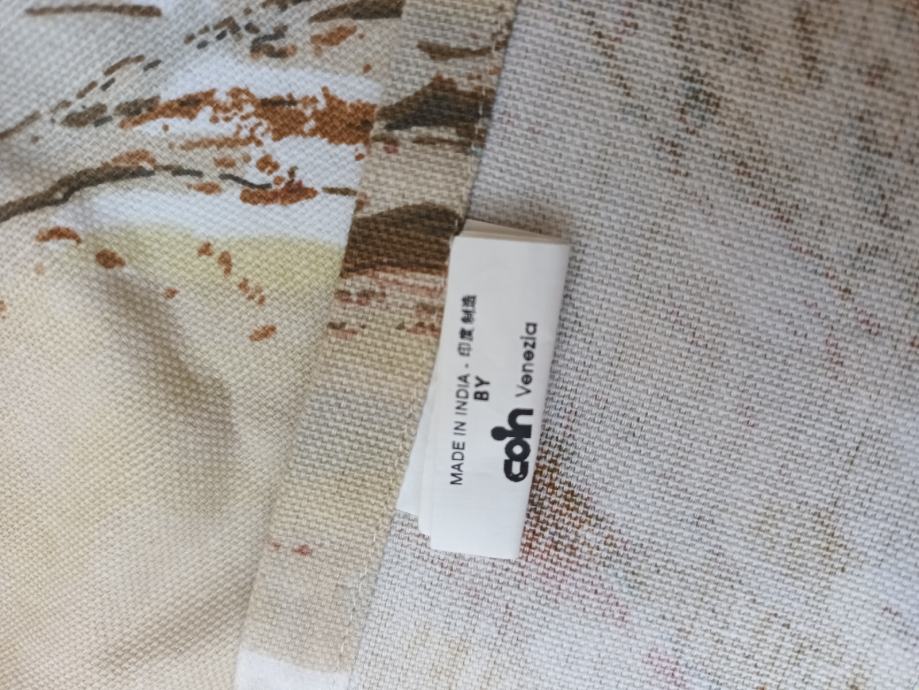 MADE IN INDIA - 印度 制造
BY
coin Venezia